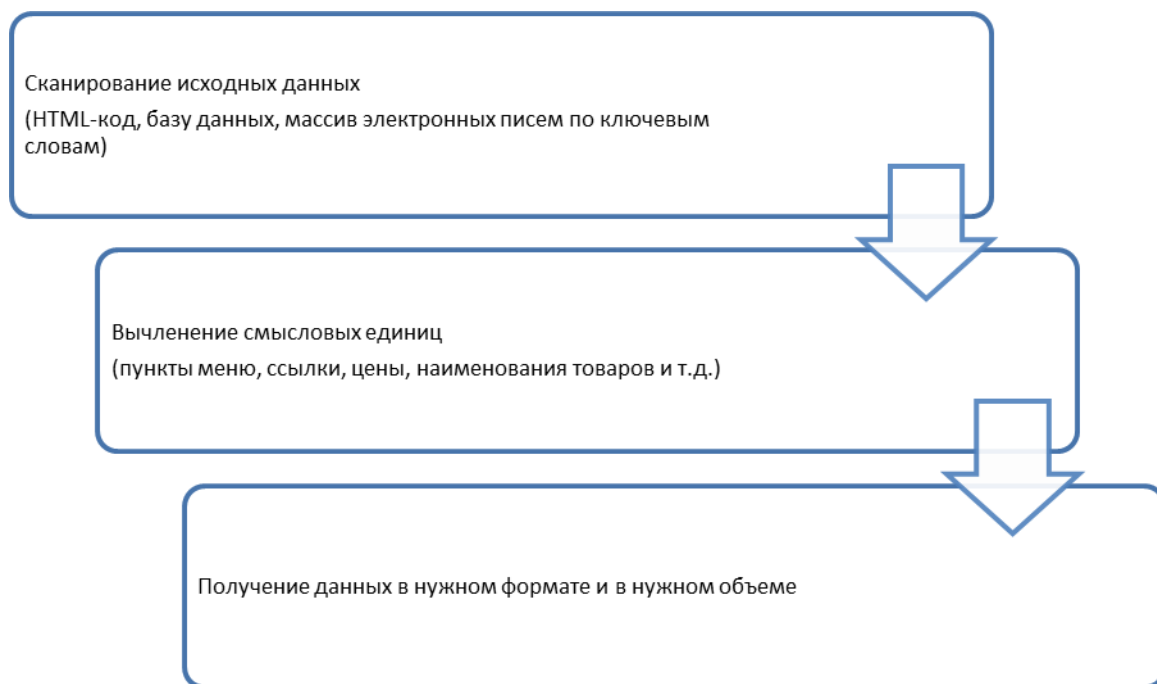 Сканирование исходных данных
(HTML-код, базу данных, массив электронных писем по ключевым
словам)
Вычленение смысловых единиц
(пункты меню, ссылки, цены, наименования товаров и т.д.)
Получение данных в нужном формате и в нужном объеме